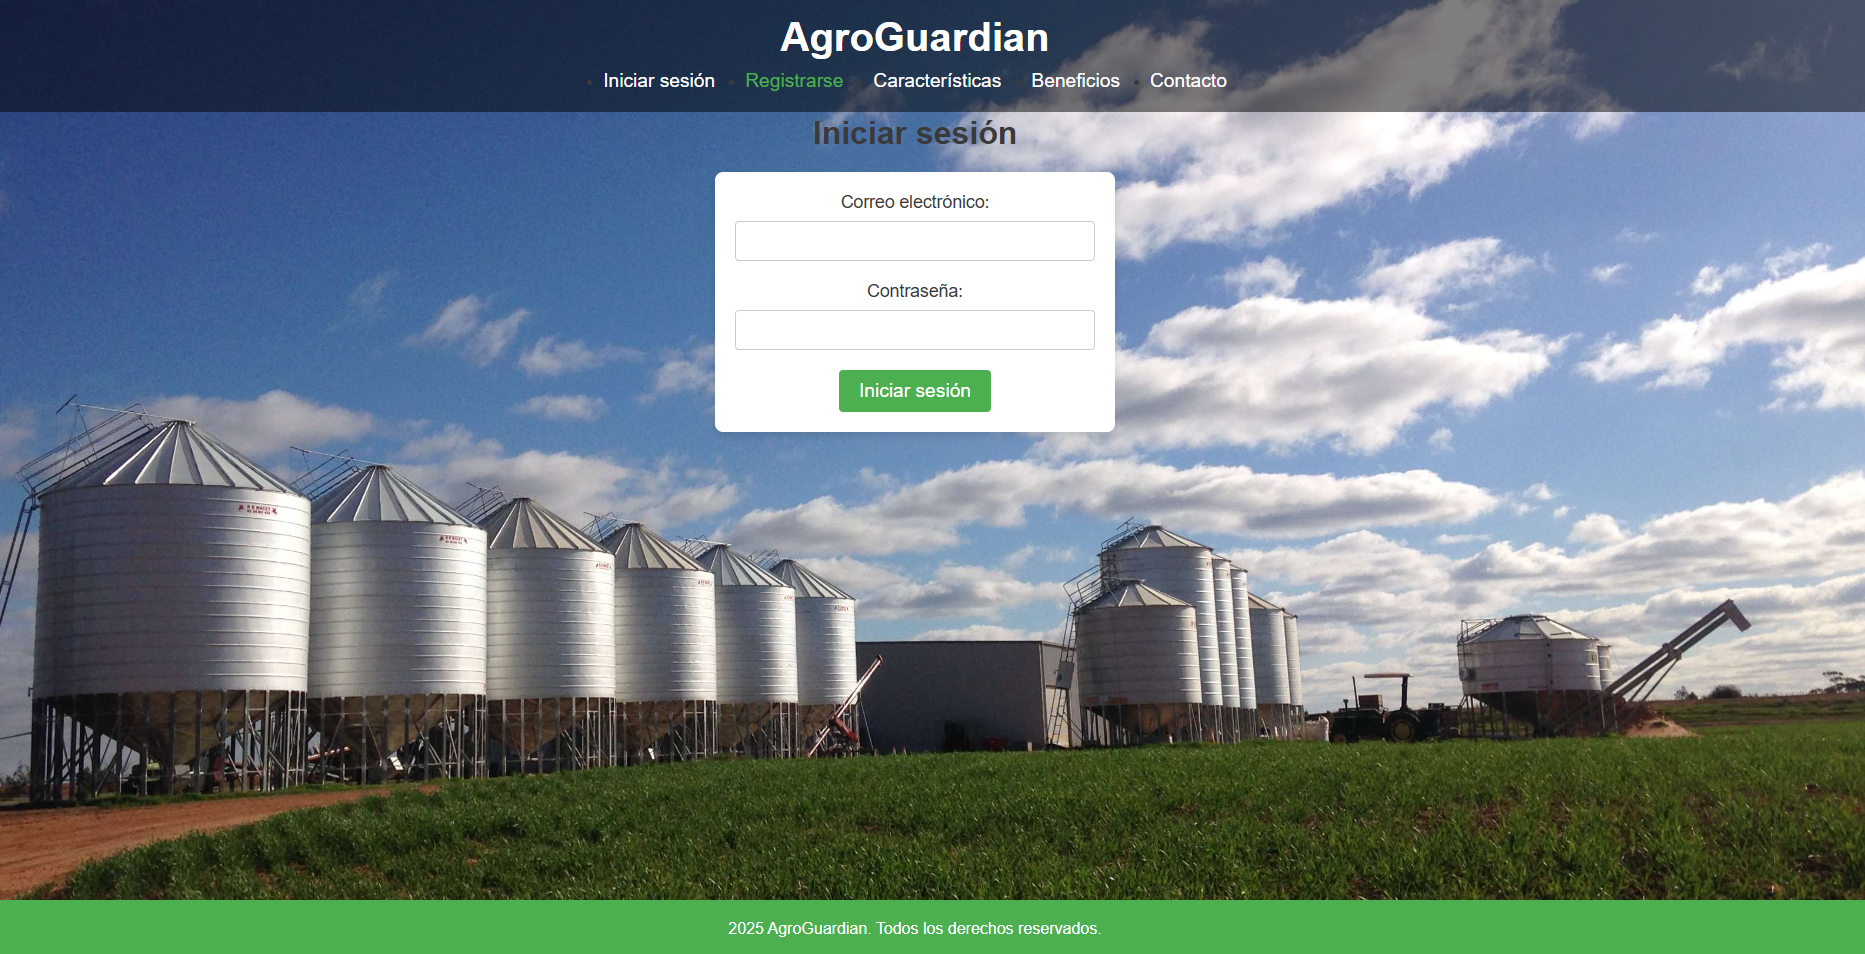 AgroGuardian
Iniciar sesión Registrarse Características Beneficios Contacto
Iniciar sesión
Correo electrónico:
Contraseña:
Iniciar sesión
2025 AgroGuardian. Todos los derechos reservados.